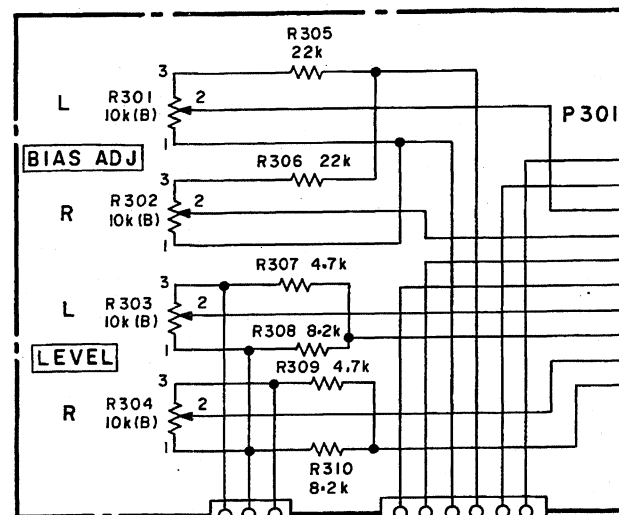 R305
22k
3
L
R301
10k(B)
2
P301
1
BIAS ADJ
R306 22k
3
R302
10k(B)
2
R
1
R307 4.7k
3
L
R303
10k(B)
2
R308 8.2k
1
LEVEL
R309 4.7k
3
R304
10k(B)
2
R
1
R310
8.2k